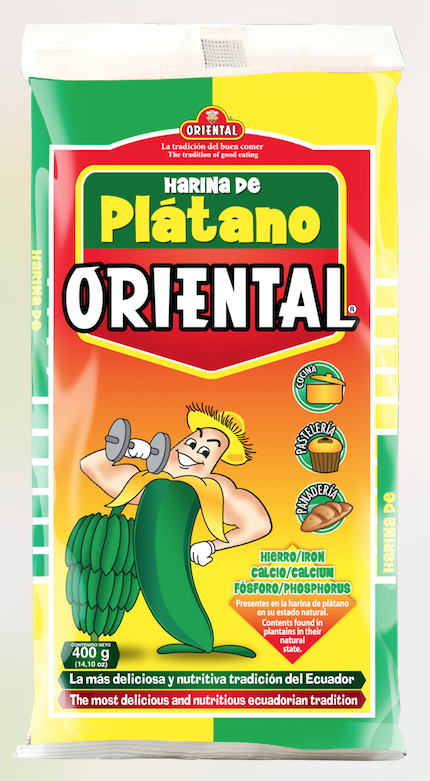 ORIENTAL
La tradición del buen comer
The tradition of good eating
HARINA DE
Plátano
ORIENTAL®
HARINA DE
COCINA
PASTELERÍA
PANADERÍA
HARINA DE
HIERRO/IRON
CALCIO/CALCIUM
FÓSFORO/PHOSPHORUS
Presentes en la harina de plátano
en su estado natural.
Contents found in
plantains in their
natural
state.
CONTENIDO NETO
400 g
(14,10 oz)
La más deliciosa y nutritiva tradición del Ecuador
The most delicious and nutritious ecuadorian tradition